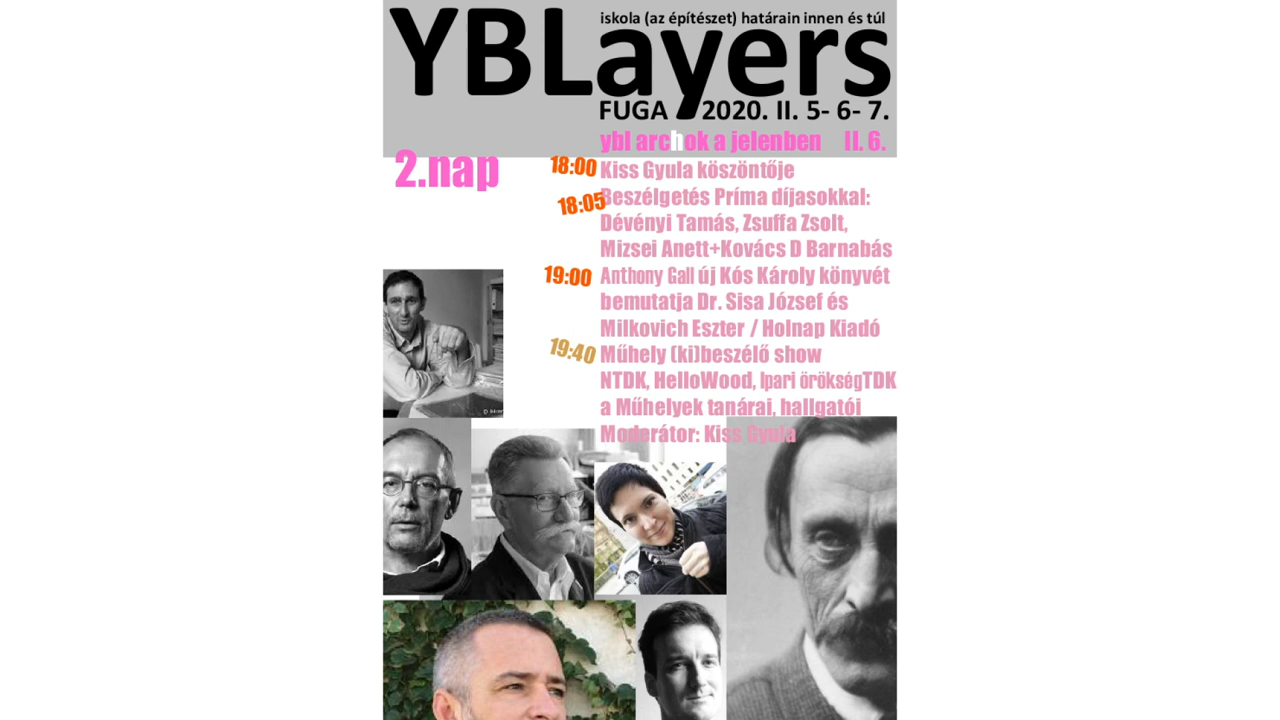 iskola (az építészet) határain innen és túl
YBLayers
FUGA 2020. II. 5- 6- 7.
ybl archok a jelenben II. 6.
2.nap
18:00 Kiss Gyula köszöntője
18:05 Beszélgetés Príma díjasokkal:
Dévényi Tamás, Zsuffa Zsolt,
Mizsei Anett+Kovács D Barnabás
19:00 Anthony Gall új Kós Károly könyvét
bemutatja Dr. Sisa József és
Milkovich Eszter / Holnap Kiadó
19:40 Műhely (ki)beszélő show
NTDK, HelloWood, Ipari örökségTDK
a Műhelyek tanárai, hallgatói
Moderátor: Kiss Gyula